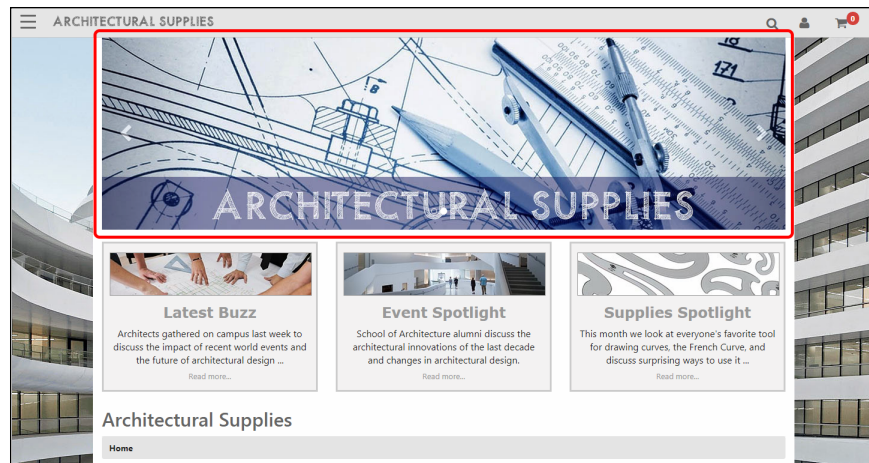 ARCHITECTURAL SUPPLIES
0
18
171
8
ARCHITECTURAL SUPPLIES
Latest Buzz
Architects gathered on campus last week to
discuss the impact of recent world events and
the future of architectural design ...
Read more...
Event Spotlight
School of Architecture alumni discuss the
architectural innovations of the last decade
and changes in architectural design.
Read more...
Supplies Spotlight
This month we look at everyone's favorite tool
for drawing curves, the French Curve, and
discuss surprising ways to use it ...
Read more...
Architectural Supplies
Home